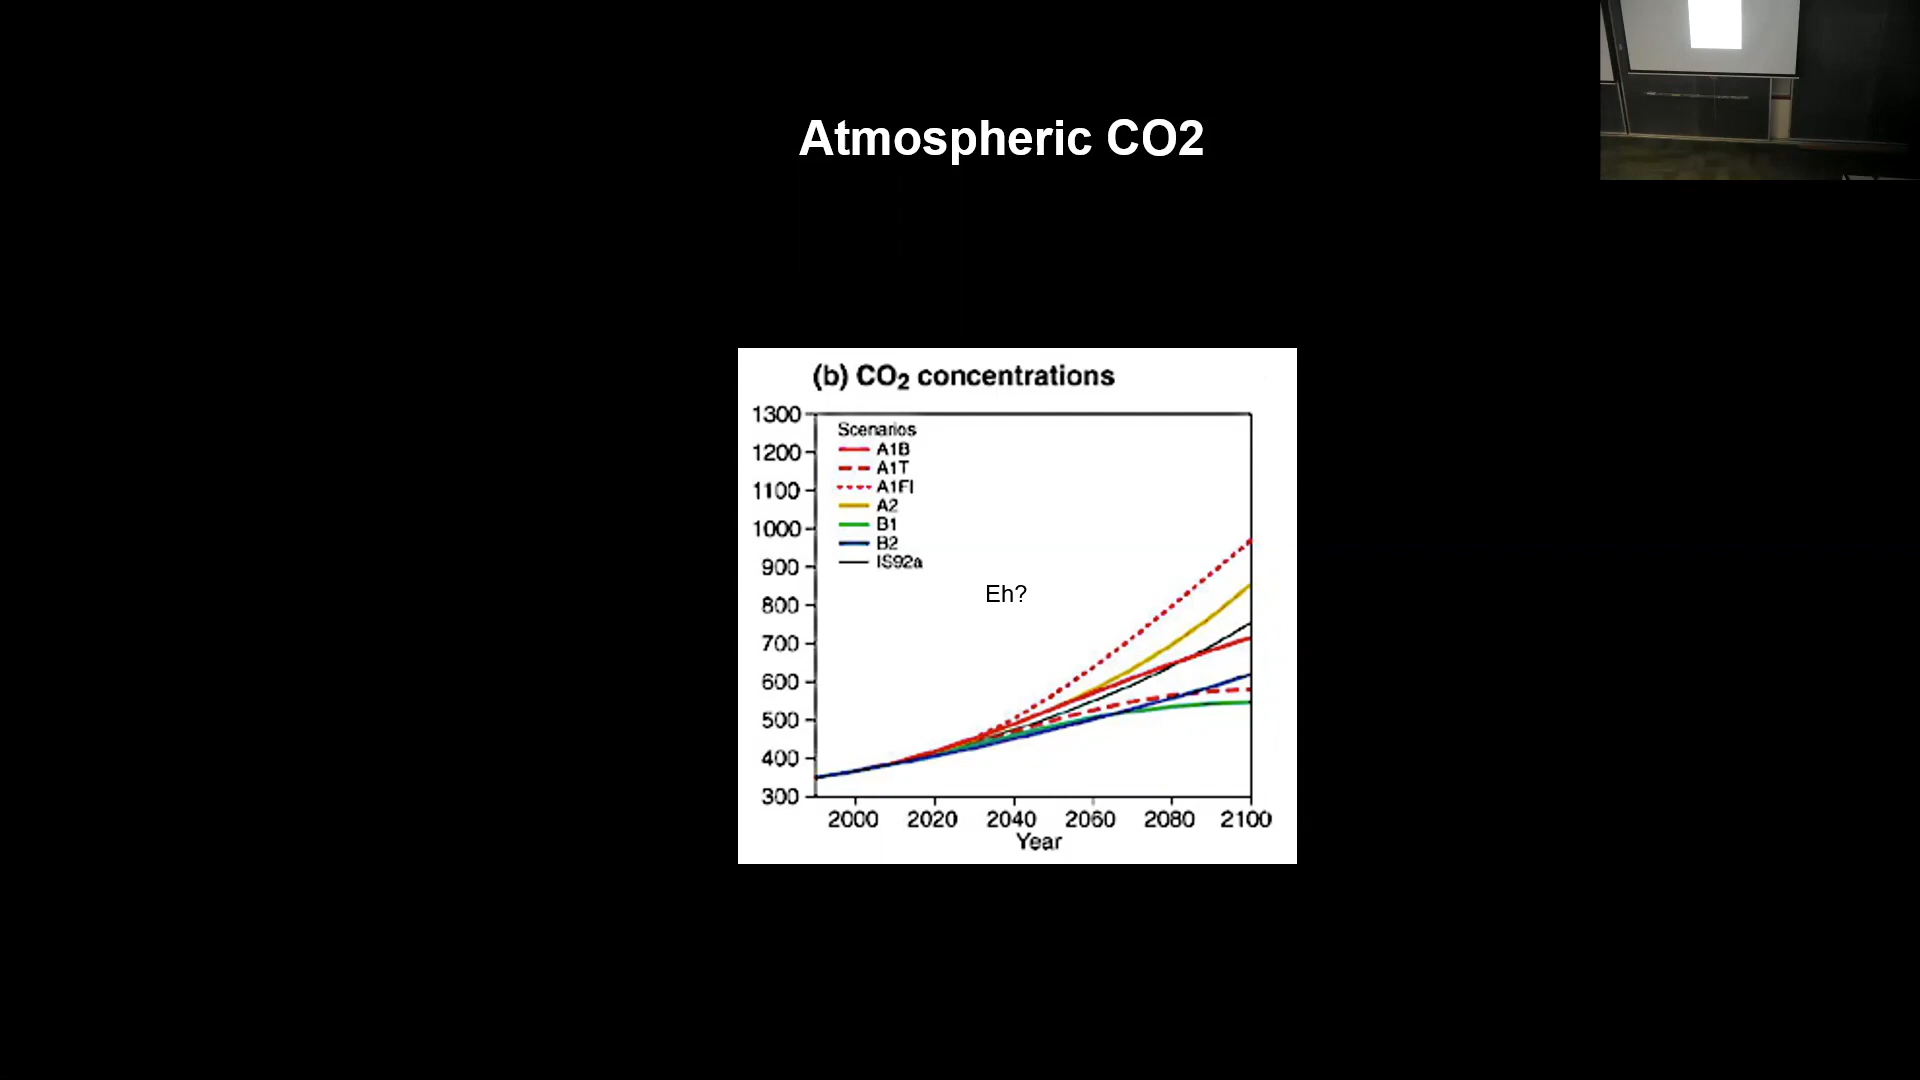 Atmospheric CO2
(b) CO₂ concentrations
1300
1200
1100
1000
900
800
700
600
500
400
300
Scenarios
A1B
A1T
A1FI
A2
B1
B2
IS92a
Eh?
2000 2020 2040 2060 2080 2100
Year